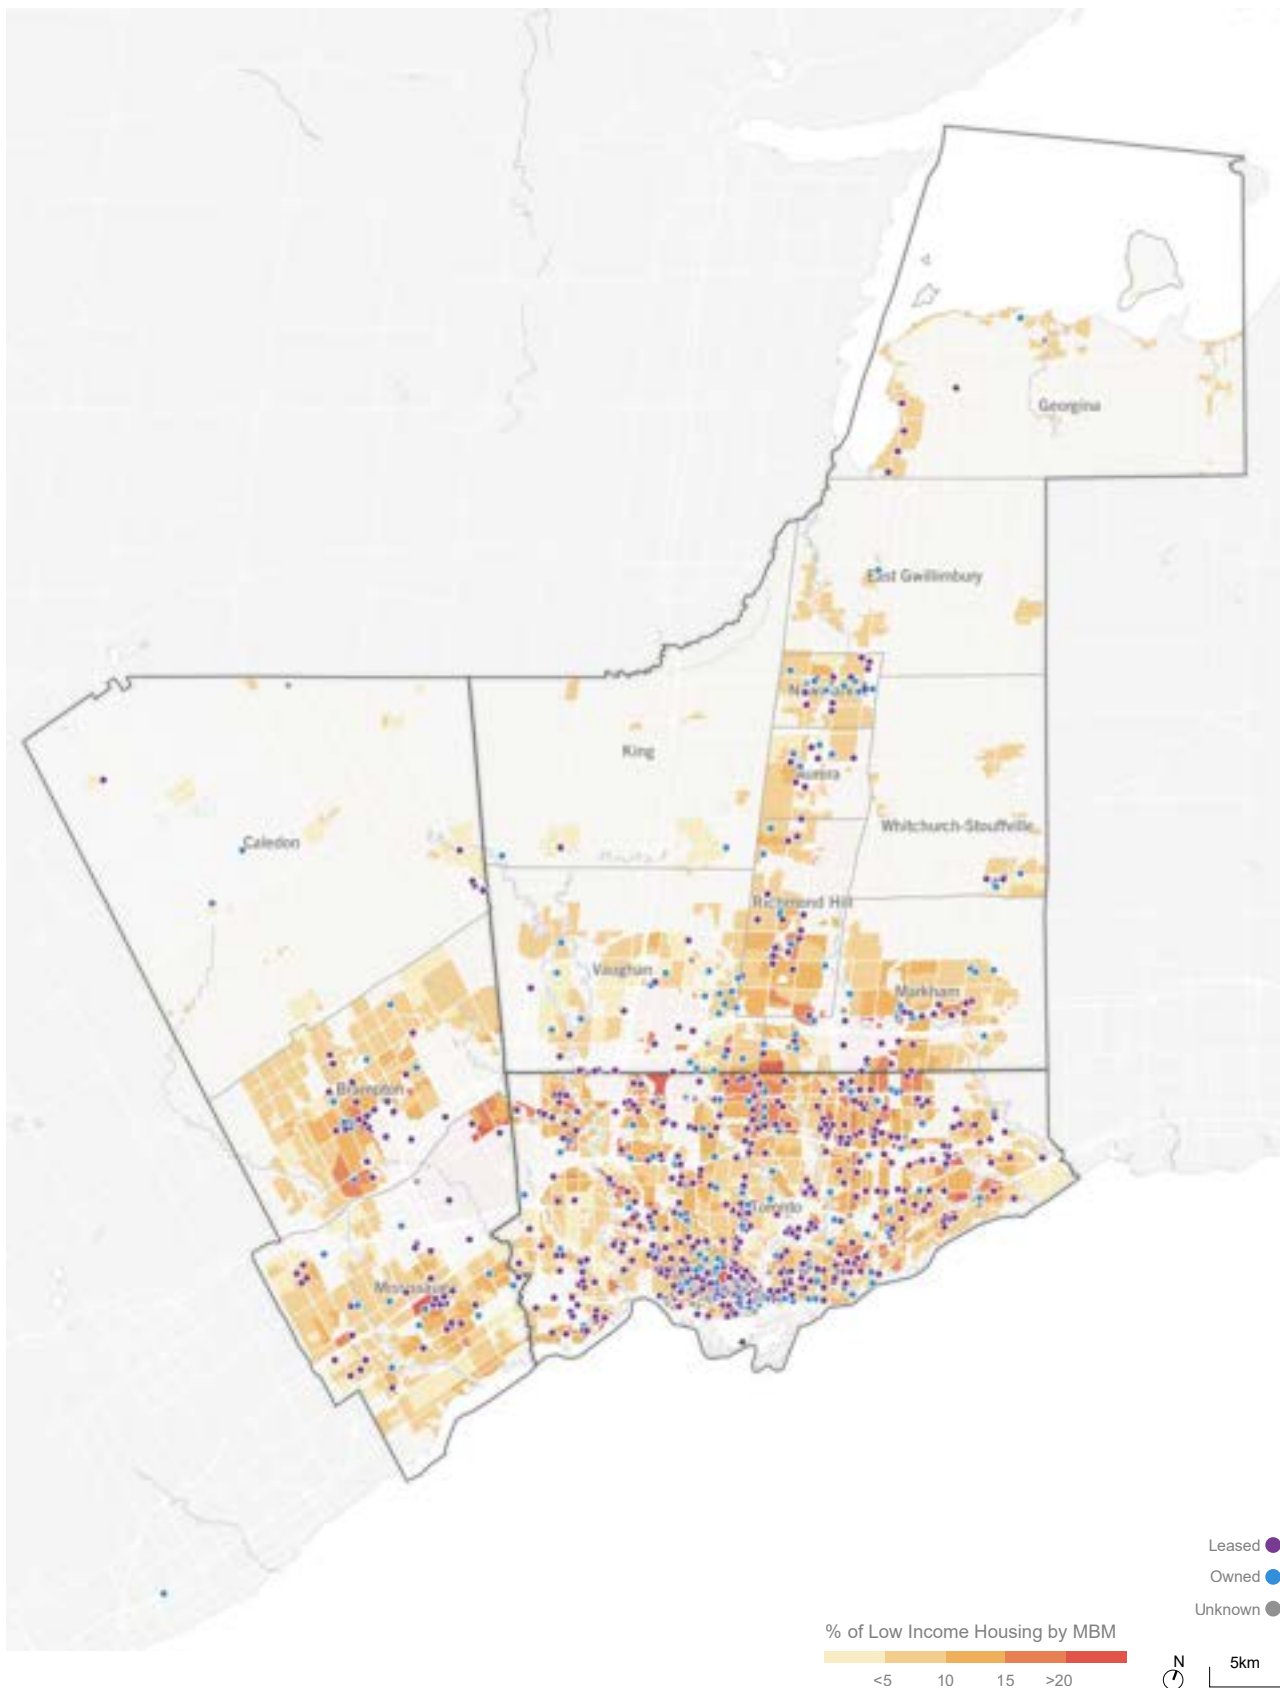 Georgina
East Gwillimbury
Newmarket
King
Aurora
Whitchurch-Stouffville
Caledon
Richmond Hill
Vaughan
Markham
Brampton
Toronto
Mississauga
Leased
Owned
Unknown
% of Low Income Housing by MBM
<5 10 15 >20
N
5km